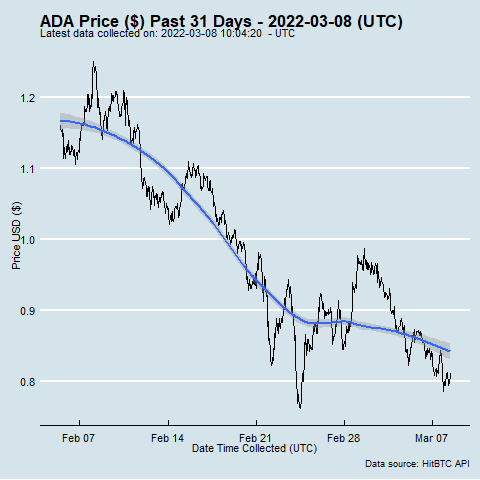 ADA Price ($) Past 31 Days - 2022-03-08 (UTC)
Latest data collected on: 2022-03-08 10:04:20 - UTC
Price USD ($)
1.2
1.1
1.0
0.9
0.8
Feb 07 Feb 14 Feb 21 Feb 28 Mar 07
Date Time Collected (UTC)
Data source: HitBTC API